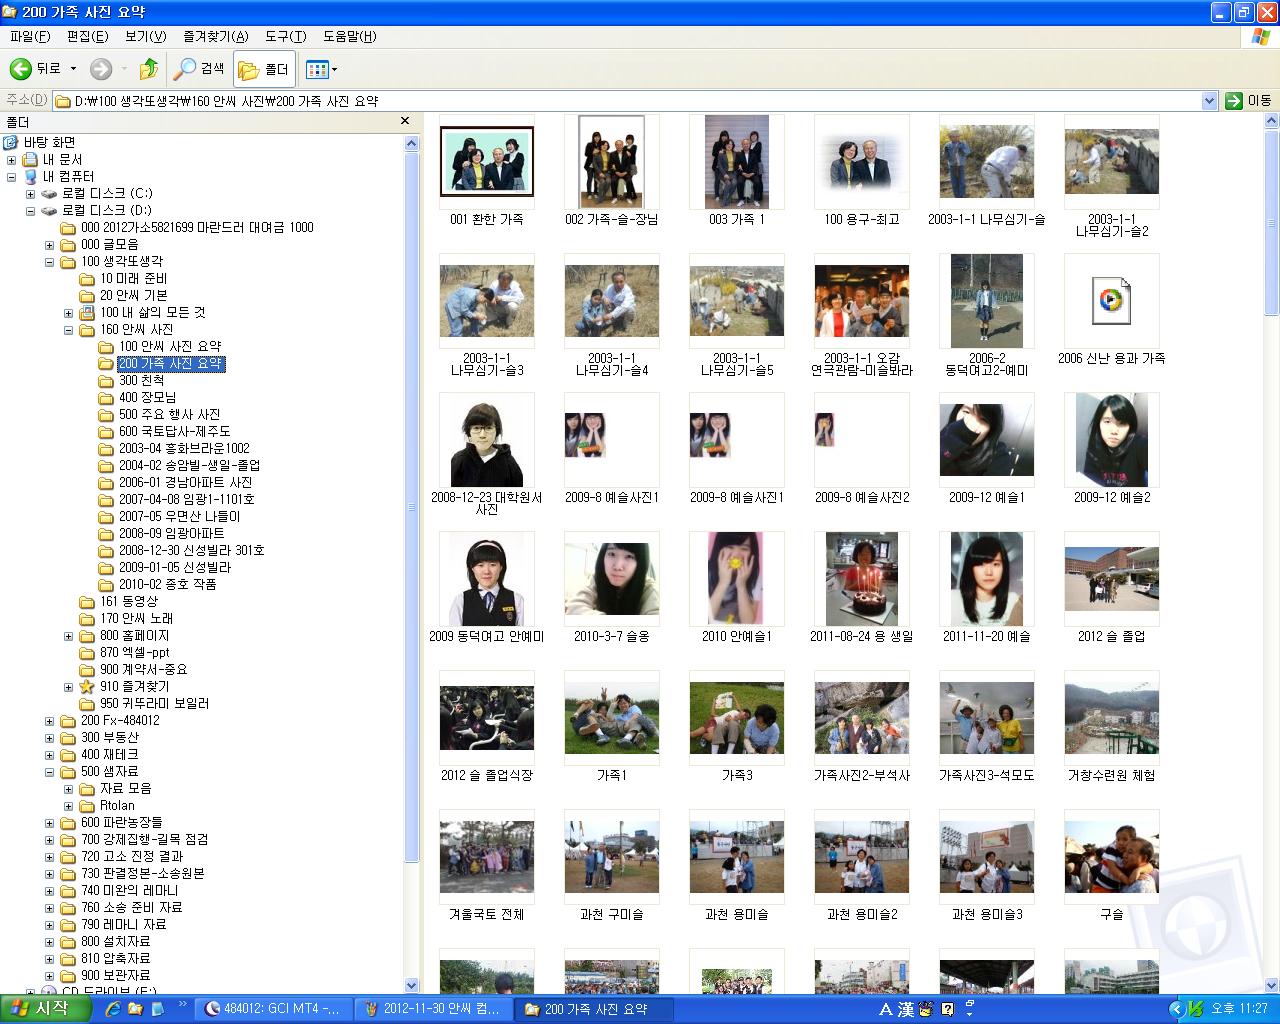 200 가족 사진 요약
파일(F) 편집(E) 보기(V) 즐겨찾기(A) 도구(T) 도움말(H)
뒤로 검색 폴더
주소(D) D:₩100 생각또생각₩160 안씨 사진₩200 가족 사진 요약 이동
폴더
바탕 화면
내 문서
내 컴퓨터
로컬 디스크 (C:)
로컬 디스크 (D:)
000 2012가소5821699 마란드러 대여금 1000
000 글모음
100 생각또생각
10 미래 준비
20 안씨 기본
100 내 삶의 모든 것
160 안씨 사진
100 안씨 사진 요약
200 가족 사진 요약
300 친척
400 장모님
500 주요 행사 사진
600 국토답사-제주도
2003-04 흥화브라운1002
2004-02 송암빌-생일-졸업
2006-01 경남아파트 사진
2007-04-08 임광1-1101호
2007-05 우면산 나들이
2008-09 임광아파트
2008-12-30 신성빌라 301호
2009-01-05 신성빌라
2010-02 종호 작품
161 동영상
170 안씨 노래
800 홈페이지
870 엑셀-ppt
900 계약서-중요
910 즐겨찾기
950 귀뚜라미 보일러
200 Fx-484012
300 부동산
400 재테크
500 샘자료
자료 모음
Rtolan
600 파란농장들
700 강제집행-길목 점검
720 고소 진정 결과
730 판결정본-소송원본
740 미완의 레마니
760 소송 준비 자료
790 레마니 자료
800 설치자료
810 압축자료
900 보관자료
CD 드라이브 (E:)
001 환한 가족
002 가족-슬-장님
003 가족 1
100 용구-최고
2003-1-1 나무심기-슬
2003-1-1
나무심기-슬2
2003-1-1
나무심기-슬3
2003-1-1
나무심기-슬4
2003-1-1
나무심기-슬5
2003-1-1 오감
연극관람-미술봐라
2006-2
동덕여고2-예미
2006 신난 용과 가족
2008-12-23 대학원서
사진
2009-8 예슬사진1
2009-8 예슬사진1
2009-8 예슬사진2
2009-12 예슬1
2009-12 예슬2
2009 동덕여고 안예미
2010-3-7 슬옹
2010 안예슬1
2011-08-24 용 생일
2011-11-20 예슬
2012 슬 졸업
2012 슬 졸업식장
가족1
가족3
가족사진2-부석사
가족사진3-석모도
거창수련원 체험
겨울국토 전체
과천 구미슬
과천 용미슬
과천 용미슬2
과천 용미슬3
구슬
시작 484012: GCI MT4 -... 2012-11-30 안씨 컴... 200 가족 사진 요약 A 漢 오후 11:27